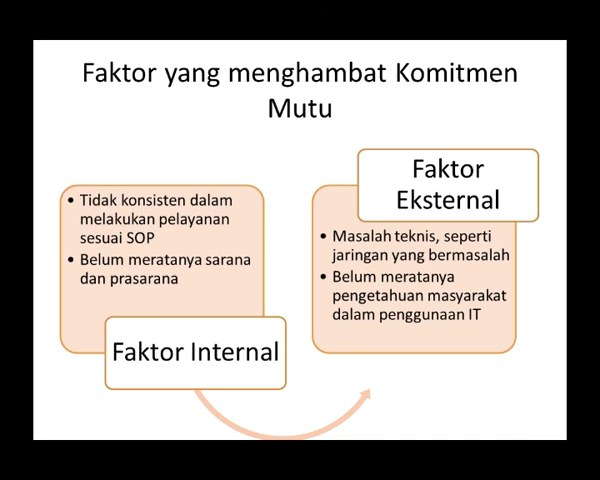 Faktor yang menghambat Komitmen
Mutu
• Tidak konsisten dalam
melakukan pelayanan
sesuai SOP
• Belum meratanya sarana
dan prasarana
Faktor Internal
Faktor
Eksternal
• Masalah teknis, seperti
jaringan yang bermasalah
• Belum meratanya
pengetahuan masyarakat
dalam penggunaan IT